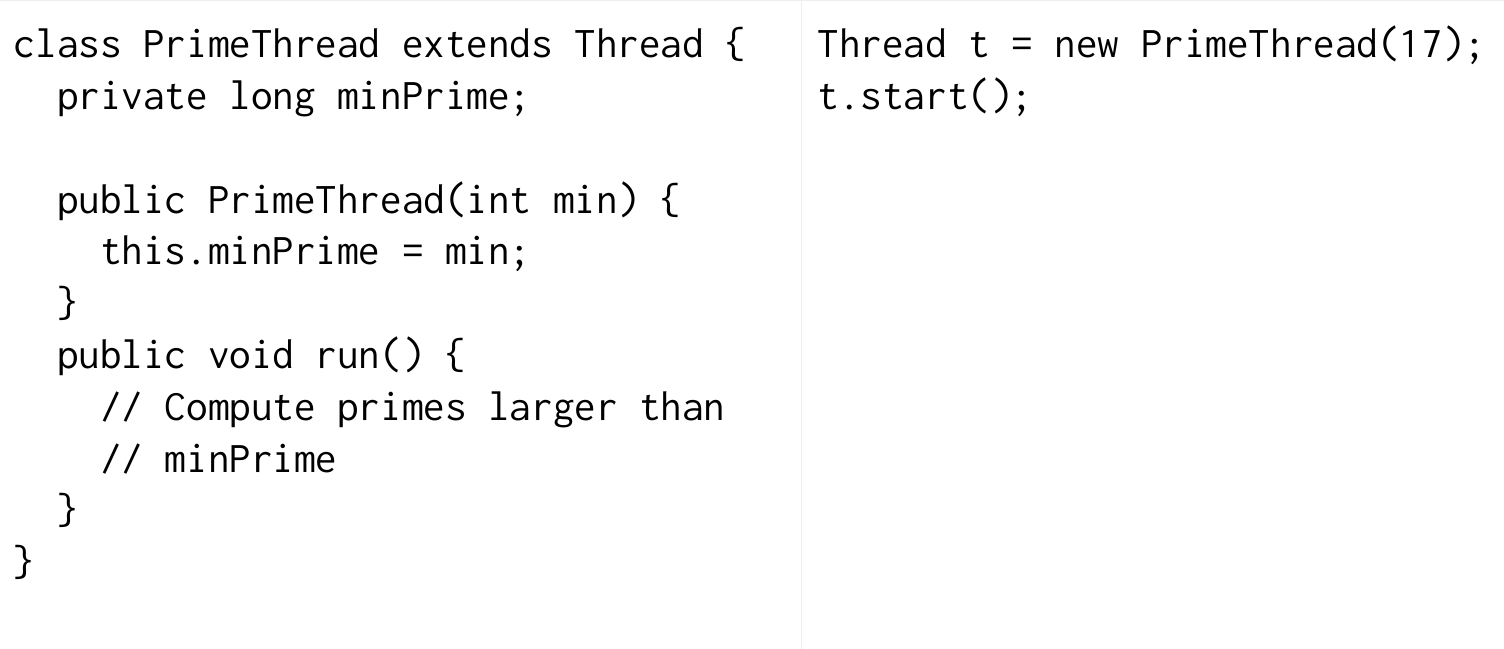 class PrimeThread extends Thread {
  private long minPrime;

  public PrimeThread(int min) {
    this.minPrime = min;
  }
  public void run() {
    // Compute primes larger than
    // minPrime
  }
}
Thread t = new PrimeThread(17);
t.start();